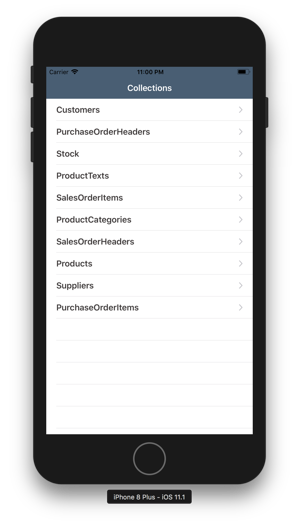 Carrier 11:00 PM
Collections
Customers
PurchaseOrderHeaders
Stock
ProductTexts
SalesOrderItems
ProductCategories
SalesOrderHeaders
Products
Suppliers
PurchaseOrderItems
iPhone 8 Plus - iOS 11.1